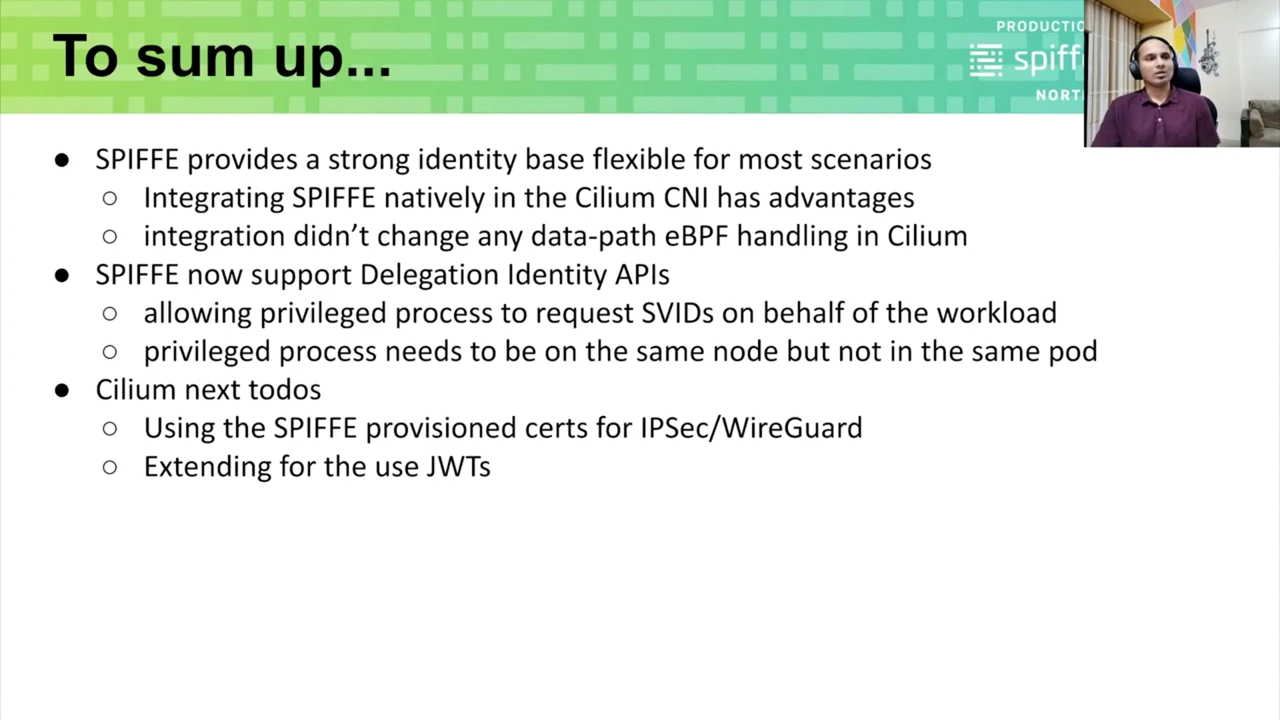 To sum up...
PRODUCTIO
spiff
NORT
● SPIFFE provides a strong identity base flexible for most scenarios
○ Integrating SPIFFE natively in the Cilium CNI has advantages
○ integration didn’t change any data-path eBPF handling in Cilium
● SPIFFE now support Delegation Identity APIs
○ allowing privileged process to request SVIDs on behalf of the workload
○ privileged process needs to be on the same node but not in the same pod
● Cilium next todos
○ Using the SPIFFE provisioned certs for IPSec/WireGuard
○ Extending for the use JWTs